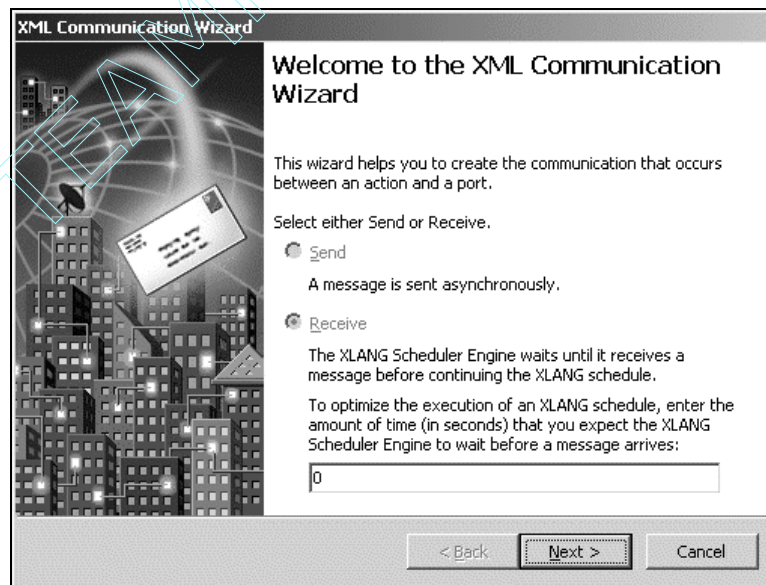 XML Communication Wizard
Welcome to the XML Communication
Wizard
This wizard helps you to create the communication that occurs
between an action and a port.
Select either Send or Receive.
Send
A message is sent asynchronously.
Receive
The XLANG Scheduler Engine waits until it receives a
message before continuing the XLANG schedule.
To optimize the execution of an XLANG schedule, enter the
amount of time (in seconds) that you expect the XLANG
Scheduler Engine to wait before a message arrives:
0
< Back
Next >
Cancel